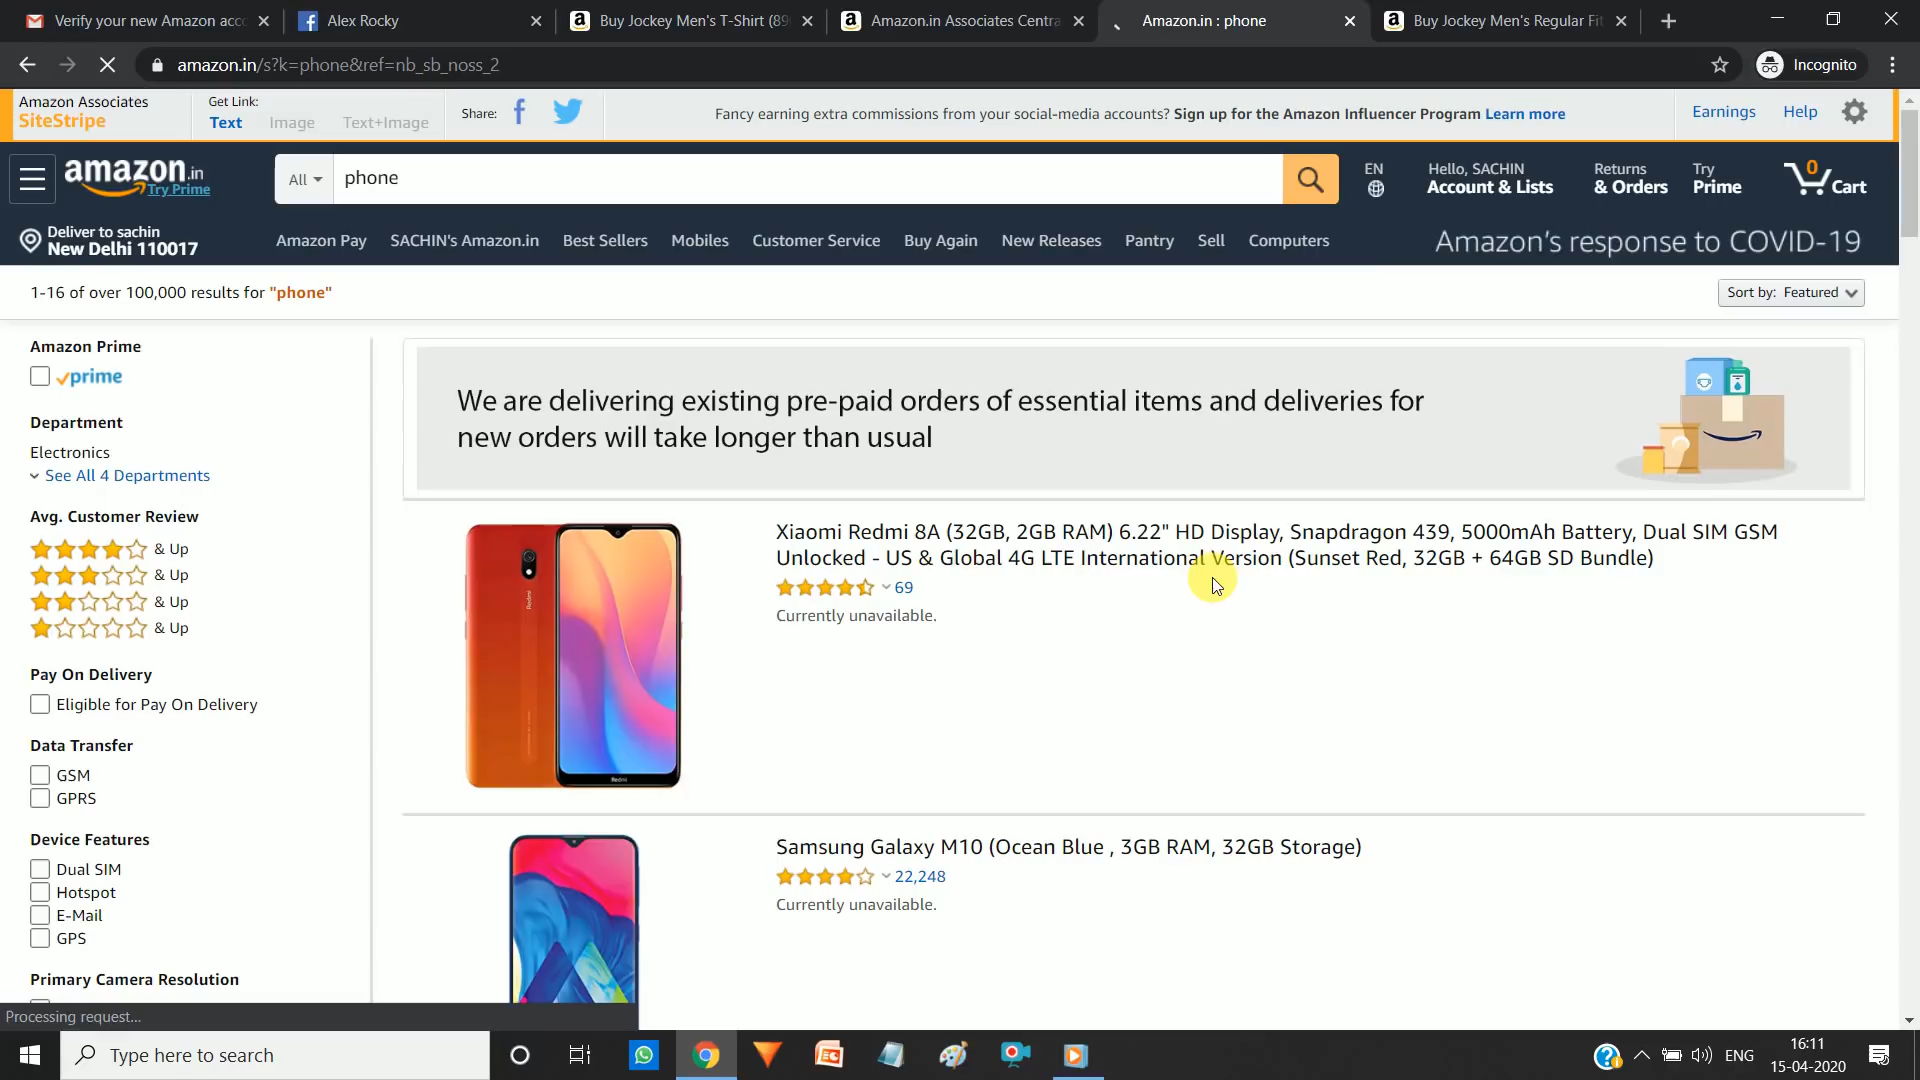 Verify your new Amazon acc
Alex Rocky
Buy Jockey Men's T-Shirt (89
Amazon.in Associates Centra
Amazon.in : phone
Buy Jockey Men's Regular Fit
amazon.in/s?k=phone&ref=nb_sb_noss_2
Incognito
Amazon Associates
SiteStripe
Get Link:
Text Image Text+Image
Share:
Fancy earning extra commissions from your social-media accounts? Sign up for the Amazon Influencer Program Learn more
Earnings Help
amazon.in
Try Prime
All
phone
EN
Hello, SACHIN
Account & Lists
Returns
& Orders
Try
Prime
0
Cart
Deliver to sachin
New Delhi 110017
Amazon Pay SACHIN's Amazon.in Best Sellers Mobiles Customer Service Buy Again New Releases Pantry Sell Computers
Amazon's response to COVID-19
1-16 of over 100,000 results for "phone"
Sort by: Featured
Amazon Prime
prime
Department
Electronics
See All 4 Departments
Avg. Customer Review
& Up
& Up
& Up
& Up
Pay On Delivery
Eligible for Pay On Delivery
Data Transfer
GSM
GPRS
Device Features
Dual SIM
Hotspot
E-Mail
GPS
Primary Camera Resolution
We are delivering existing pre-paid orders of essential items and deliveries for
new orders will take longer than usual
Xiaomi Redmi 8A (32GB, 2GB RAM) 6.22" HD Display, Snapdragon 439, 5000mAh Battery, Dual SIM GSM
Unlocked - US & Global 4G LTE International Version (Sunset Red, 32GB + 64GB SD Bundle)
69
Currently unavailable.
Redmi
Redmi
Samsung Galaxy M10 (Ocean Blue , 3GB RAM, 32GB Storage)
22,248
Currently unavailable.
Processing request...
Type here to search
ENG
16:11
15-04-2020